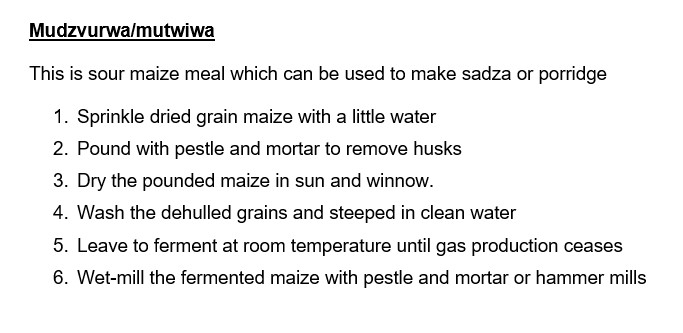 Mudzvurwa/mutwiwa
This is sour maize meal which can be used to make sadza or porridge
1. Sprinkle dried grain maize with a little water
2. Pound with pestle and mortar to remove husks
3. Dry the pounded maize in sun and winnow.
4. Wash the dehulled grains and steeped in clean water
5. Leave to ferment at room temperature until gas production ceases
6. Wet-mill the fermented maize with pestle and mortar or hammer mills